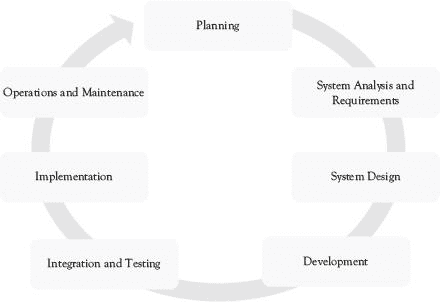 Planning
System Analysis and
Requirements
System Design
Development
Integration and Testing
Implementation
Operations and Maintenance